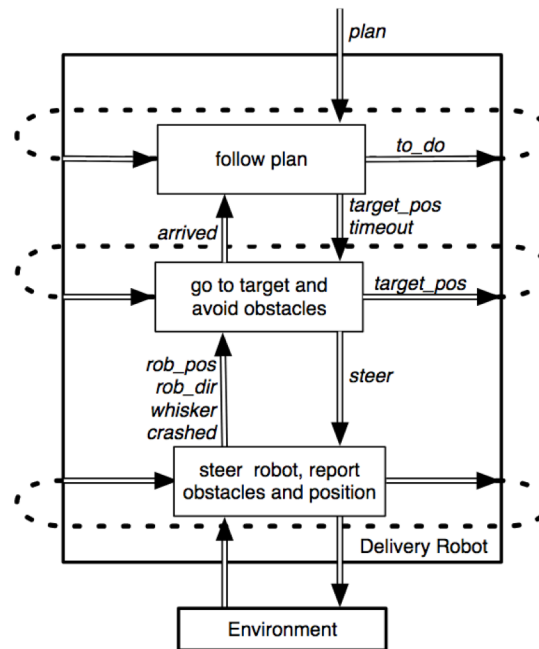 plan
follow plan
to_do
target_pos
timeout
arrived
go to target and
avoid obstacles
target_pos
rob_pos
rob_dir
whisker
crashed
steer
steer robot, report
obstacles and position
Delivery Robot
Environment